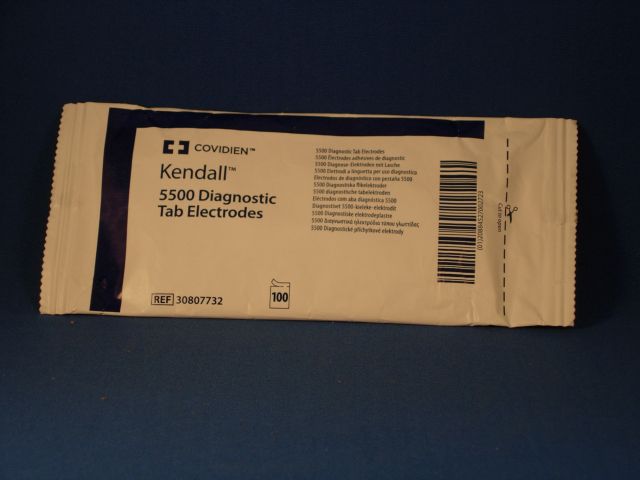 COVIDIEN™
Kendall™
5500 Diagnostic
Tab Electrodes
REF 30807732
100
5500 Diagnostic Tab Electrodes
5500 Électrodes adhésives de diagnostic
5500 Diagnose-Elektroden mit Lasche
5500 Elettrodi a linguetta per uso diagnostico
Electrodos de diagnóstico con pestaña 5500
5500 Diagnostiska flikelektroder
5500 diagnostische tabelektroden
Eléctrodos com aba diagnóstica 5500
Diagnostiset 5500-kieleke-elektrodit
5500 Diagnostiske elektrodeplastre
5500 Διαγνωστικά ηλεκτρόδια τύπου γλωττίδας
5500 Diagnostické příchytkové elektrody
Cut to open